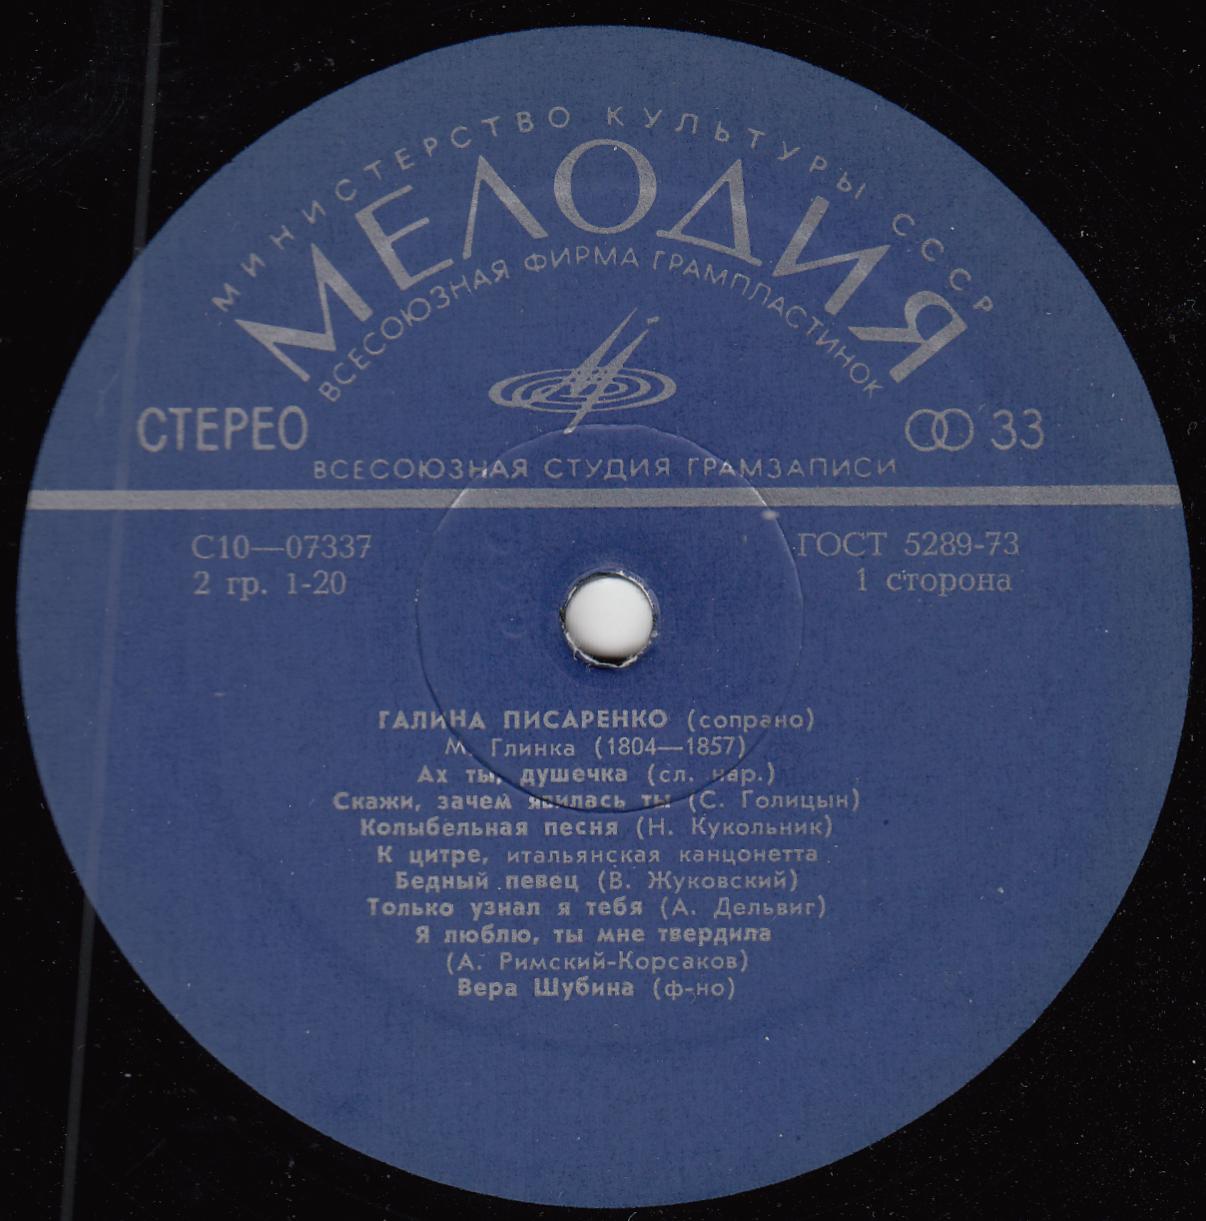 МИНИСТЕРСТВО КУЛЬТУРЫ СССР
МЕЛОДИЯ
ВСЕСОЮЗНАЯ ФИРМА ГРАМПЛАСТИНОК
СТЕРЕО
33
ВСЕСОЮЗНАЯ СТУДИЯ ГРАМЗАПИСИ
С10—07337
ГОСТ 5289-73
2 гр. 1-20
1 сторона
ГАЛИНА ПИСАРЕНКО (сопрано)
М. Глинка (1804—1857)
Ах ты, душечка (сл. нар.)
Скажи, зачем явилась ты (С. Голицын)
Колыбельная песня (Н. Кукольник)
К цитре, итальянская канцонетта
Бедный певец (В. Жуковский)
Только узнал я тебя (А. Дельвиг)
Я люблю, ты мне твердила
(А. Римский-Корсаков)
Вера Шубина (ф-но)